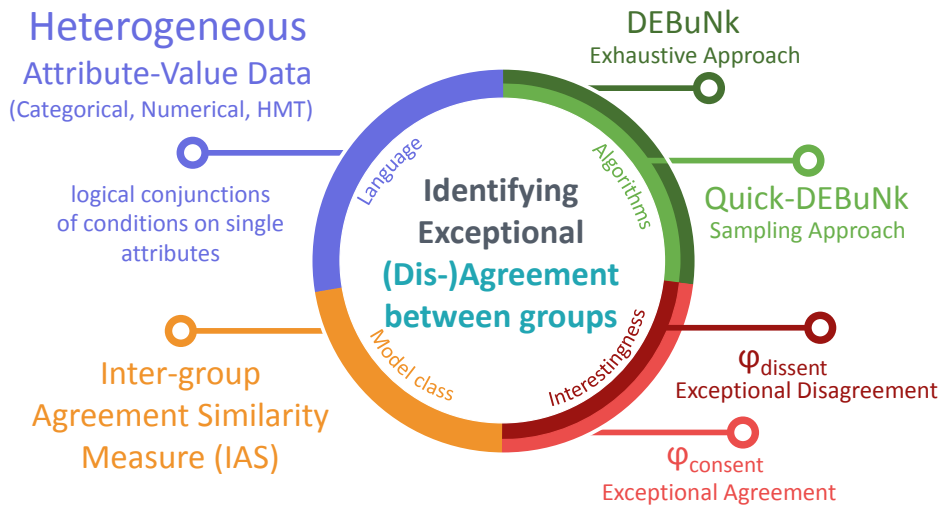 Heterogeneous
Attribute-Value Data
(Categorical, Numerical, HMT)
logical conjunctions
of conditions on single
attributes
Language
DEBuNk
Exhaustive Approach
Algorithms
Quick-DEBuNk
Sampling Approach
Identifying
Exceptional
(Dis-)Agreement
between groups
Model class
Inter-group
Agreement Similarity
Measure (IAS)
Interestingness
φdissent
Exceptional Disagreement
φconsent
Exceptional Agreement